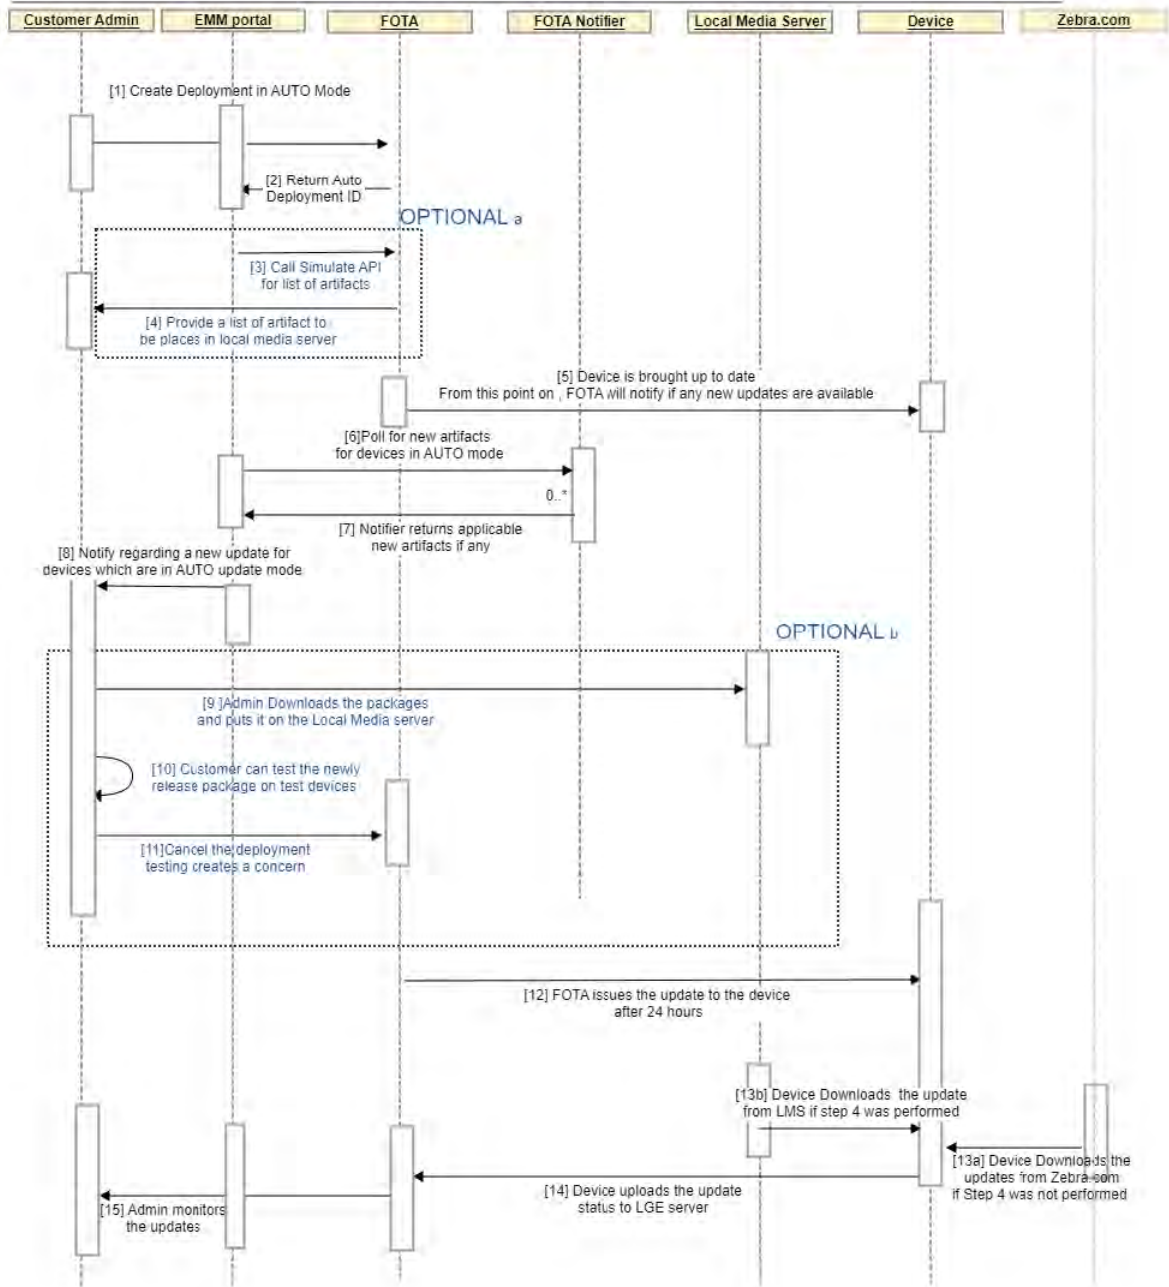 Customer Admin
EMM portal
FOTA
FOTA Notifier
Local Media Server
Device
Zebra.com
[1] Create Deployment in AUTO Mode
[2] Return Auto
Deployment ID
OPTIONAL a
[3] Call Simulate API
for list of artifacts
[4] Provide a list of artifact to
be places in local media server
[5] Device is brought up to date
From this point on , FOTA will notify if any new updates are available
[6]Poll for new artifacts
for devices in AUTO mode
0..*
[7] Notifier returns applicable
new artifacts if any
[8] Notify regarding a new update for
devices which are in AUTO update mode
OPTIONAL b
[9 ]Admin Downloads the packages
and puts it on the Local Media server
[10] Customer can test the newly
release package on test devices
[11]Cancel the deployment
testing creates a concern
[12] FOTA issues the update to the device
after 24 hours
[13b] Device Downloads the update
from LMS if step 4 was performed
[13a] Device Downloads the
updates from Zebra.com
if Step 4 was not performed
[14] Device uploads the update
status to LGE server
[15] Admin monitors
the updates